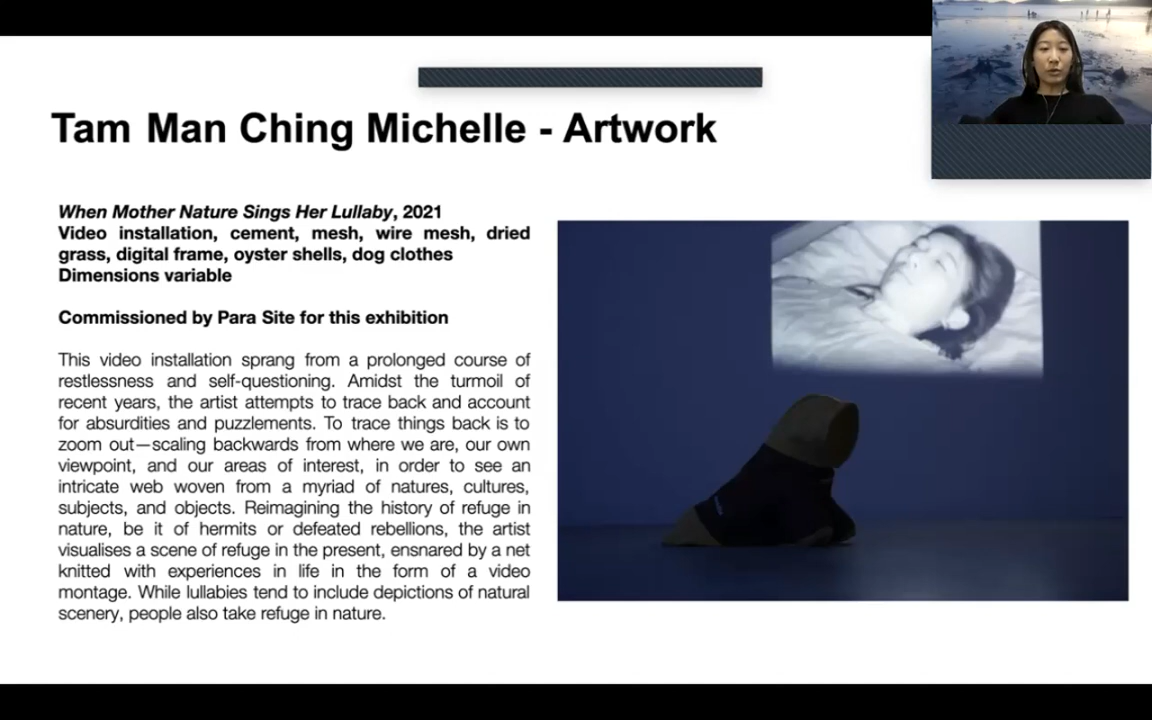 Tam Man Ching Michelle - Artwork
When Mother Nature Sings Her Lullaby, 2021
Video installation, cement, mesh, wire mesh, dried
grass, digital frame, oyster shells, dog clothes
Dimensions variable
Commissioned by Para Site for this exhibition
This video installation sprang from a prolonged course of
restlessness and self-questioning. Amidst the turmoil of
recent years, the artist attempts to trace back and account
for absurdities and puzzlements. To trace things back is to
zoom out—scaling backwards from where we are, our own
viewpoint, and our areas of interest, in order to see an
intricate web woven from a myriad of natures, cultures,
subjects, and objects. Reimagining the history of refuge in
nature, be it of hermits or defeated rebellions, the artist
visualises a scene of refuge in the present, ensnared by a net
knitted with experiences in life in the form of a video
montage. While lullabies tend to include depictions of natural
scenery, people also take refuge in nature.